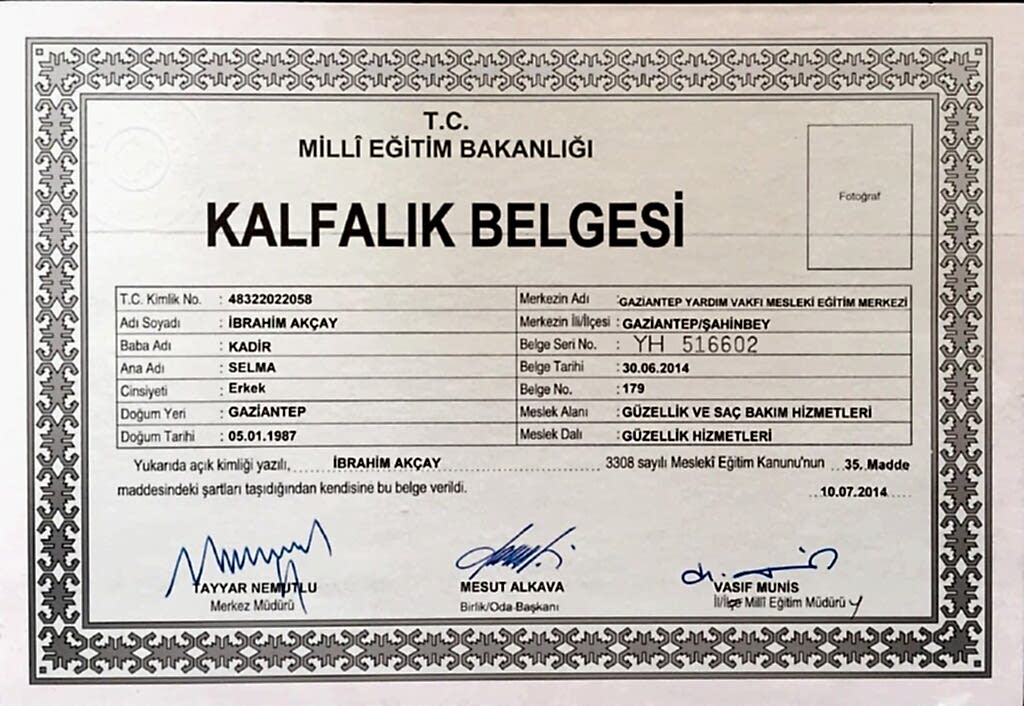 T.C.
MİLLÎ EĞİTİM BAKANLIĞI
Fotoğraf
KALFALIK BELGESİ
T.C. Kimlik No. : 48322022058
Adı Soyadı : İBRAHİM AKÇAY
Baba Adı : KADİR
Ana Adı : SELMA
Cinsiyeti : Erkek
Doğum Yeri : GAZİANTEP
Doğum Tarihi : 05.01.1987
Merkezin Adı : GAZİANTEP YARDIM VAKFI MESLEKİ EĞİTİM MERKEZİ
Merkezin İli/İlçesi : GAZİANTEP/ŞAHİNBEY
Belge Seri No. : YH 516602
Belge Tarihi : 30.06.2014
Belge No. : 179
Meslek Alanı : GÜZELLİK VE SAÇ BAKIM HİZMETLERİ
Meslek Dalı : GÜZELLİK HİZMETLERİ
Yukarıda açık kimliği yazılı, İBRAHİM AKÇAY 3308 sayılı Meslekî Eğitim Kanunu'nun 35. Madde
maddesindeki şartları taşıdığından kendisine bu belge verildi. 10.07.2014
TAYYAR NEMUTLU
Merkez Müdürü
MESUT ALKAVA
Birlik/Oda Başkanı
VASIF MUNİS
İl/İlçe Millî Eğitim Müdürü